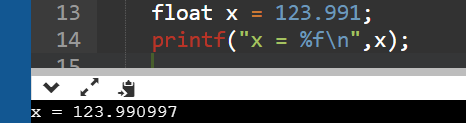 13 float x = 123.991;
14 printf("x = %f\n",x);
15
x = 123.990997